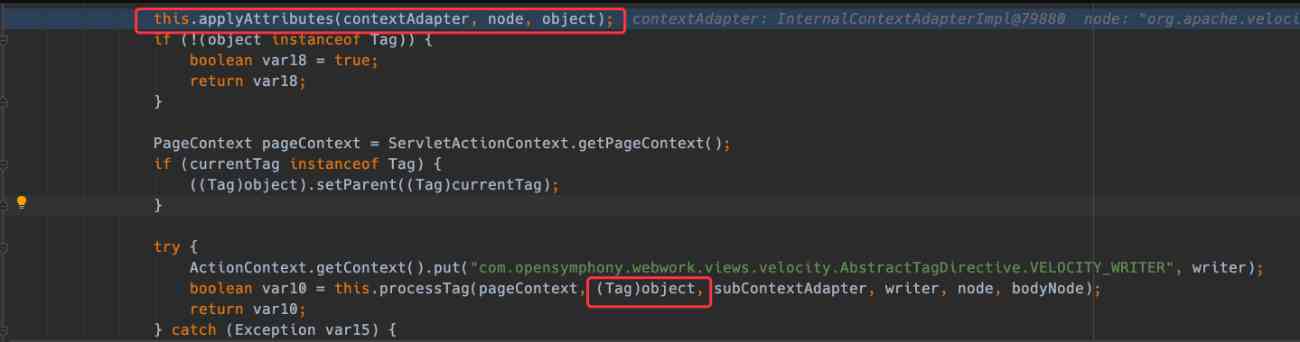 this.applyAttributes(contextAdapter, node, object); contextAdapter: InternalContextAdapterImpl@79880 node: "org.apache.veloci
if (!(object instanceof Tag)) {
boolean var18 = true;
return var18;
}
PageContext pageContext = ServletActionContext.getPageContext();
if (currentTag instanceof Tag) {
((Tag)object).setParent((Tag)currentTag);
}
try {
ActionContext.getContext().put("com.opensymphony.webwork.views.velocity.AbstractTagDirective.VELOCITY_WRITER", writer);
boolean var10 = this.processTag(pageContext, (Tag)object, subContextAdapter, writer, node, bodyNode);
return var10;
} catch (Exception var15) {